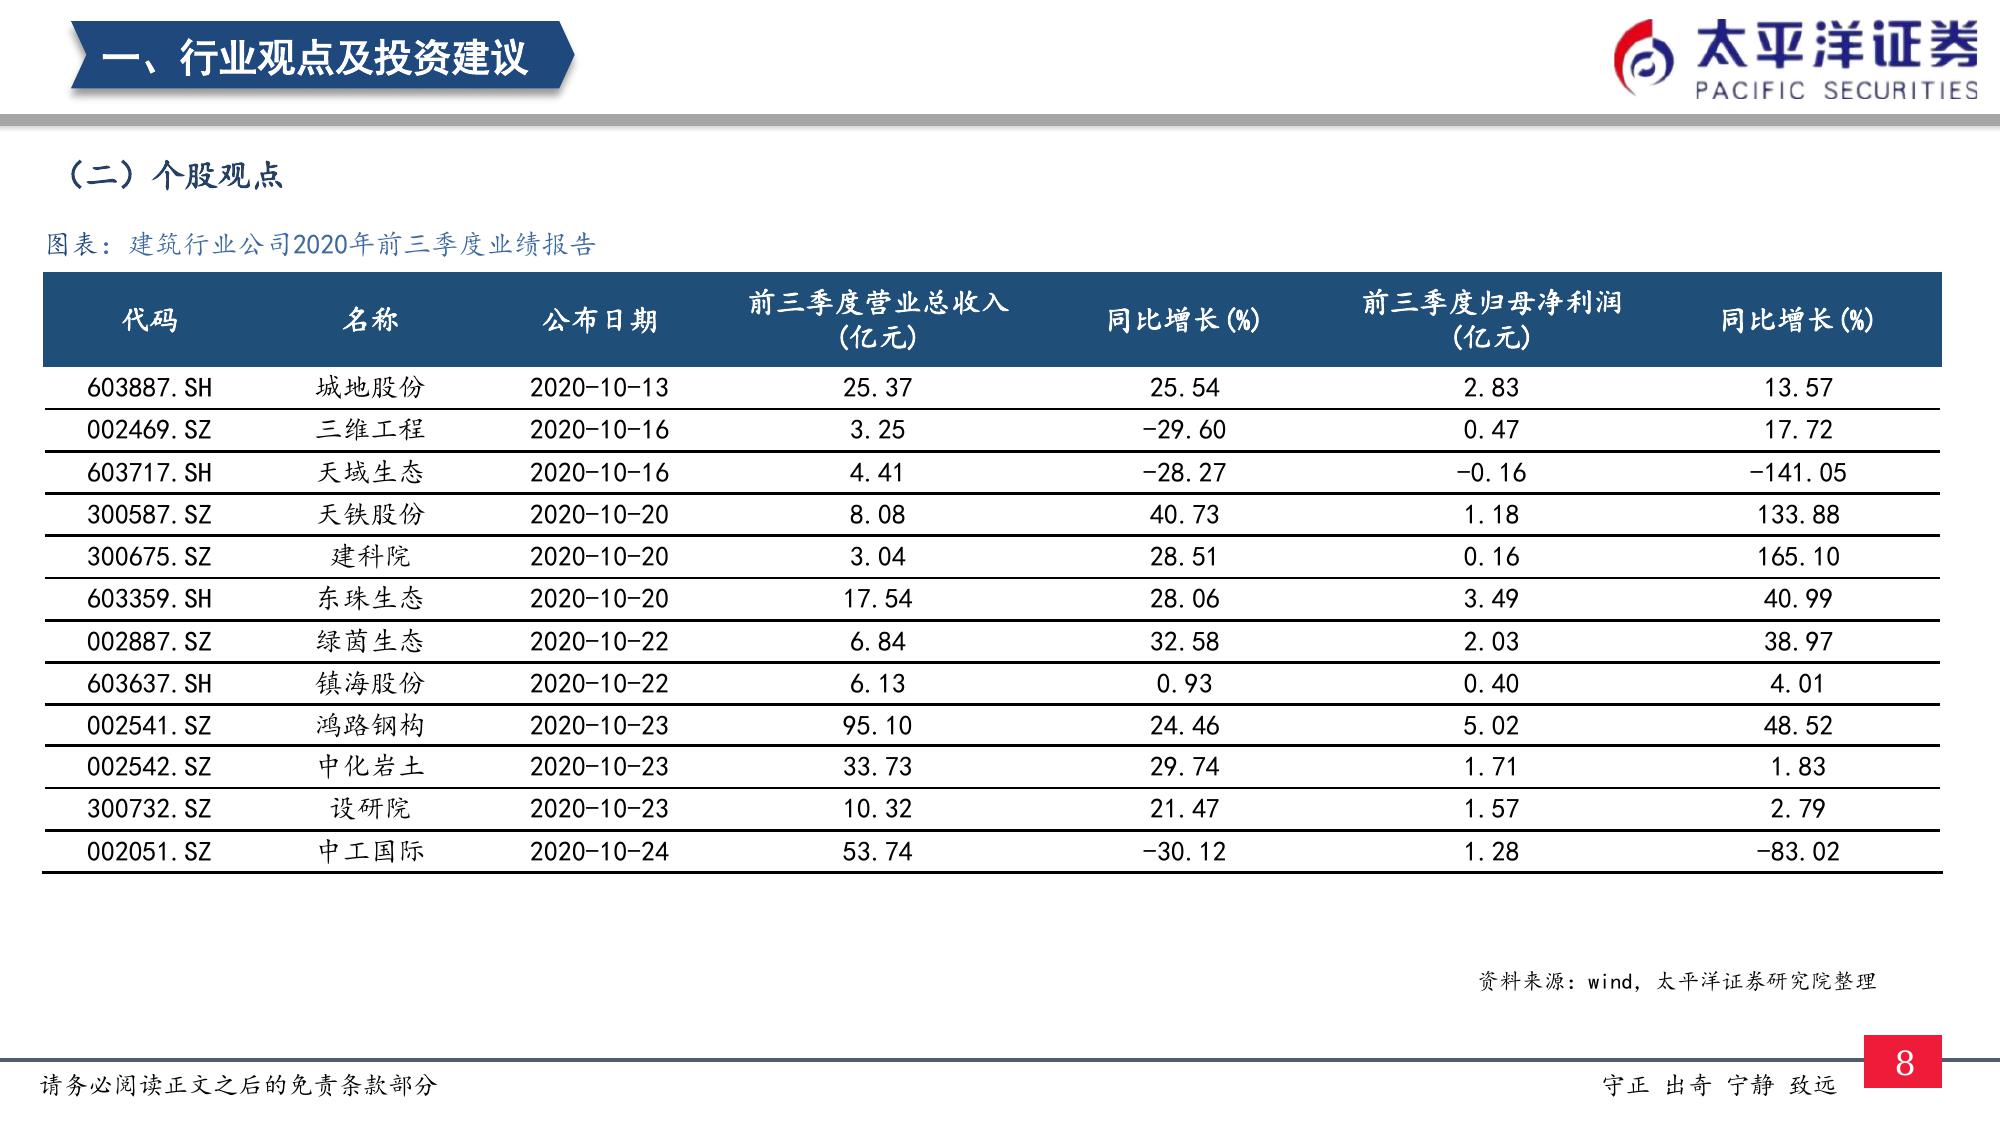 一、行业观点及投资建议
太平洋证券
PACIFIC SECURITIES
（二）个股观点
图表：建筑行业公司2020年前三季度业绩报告
代码 名称 公布日期 前三季度营业总收入(亿元) 同比增长(%) 前三季度归母净利润(亿元) 同比增长(%)
603887.SH 城地股份 2020-10-13 25.37 25.54 2.83 13.57
002469.SZ 三维工程 2020-10-16 3.25 -29.60 0.47 17.72
603717.SH 天域生态 2020-10-16 4.41 -28.27 -0.16 -141.05
300587.SZ 天铁股份 2020-10-20 8.08 40.73 1.18 133.88
300675.SZ 建科院 2020-10-20 3.04 28.51 0.16 165.10
603359.SH 东珠生态 2020-10-20 17.54 28.06 3.49 40.99
002887.SZ 绿茵生态 2020-10-22 6.84 32.58 2.03 38.97
603637.SH 镇海股份 2020-10-22 6.13 0.93 0.40 4.01
002541.SZ 鸿路钢构 2020-10-23 95.10 24.46 5.02 48.52
002542.SZ 中化岩土 2020-10-23 33.73 29.74 1.71 1.83
300732.SZ 设研院 2020-10-23 10.32 21.47 1.57 2.79
002051.SZ 中工国际 2020-10-24 53.74 -30.12 1.28 -83.02
资料来源：wind，太平洋证券研究院整理
请务必阅读正文之后的免责条款部分
守正 出奇 宁静 致远
8